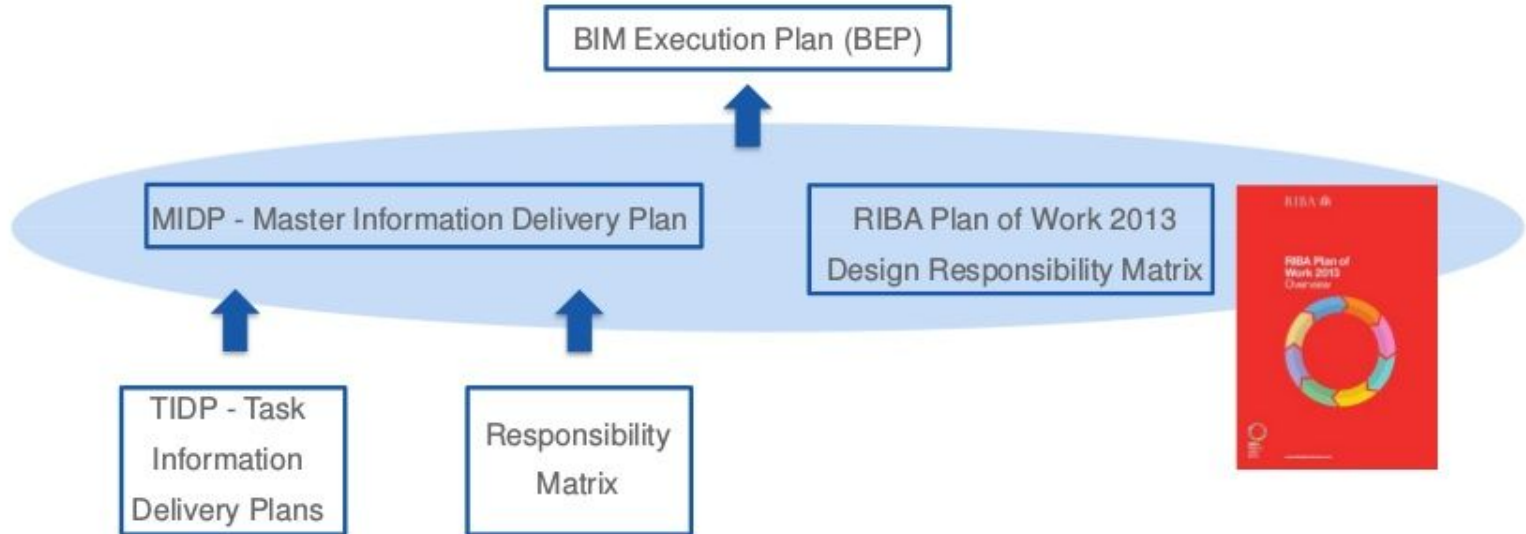 BIM Execution Plan (BEP)
MIDP - Master Information Delivery Plan
RIBA Plan of Work 2013
Design Responsibility Matrix
RIBA
RIBA Plan of
Work 2013
Overview
TIDP - Task
Information
Delivery Plans
Responsibility
Matrix